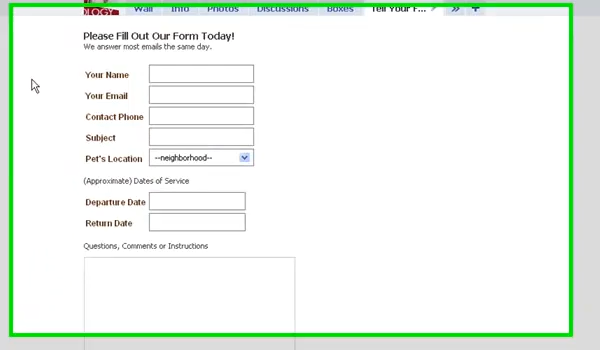 OLOGY Wall Info Photos Discussions Boxes Tell Your F... » +
Please Fill Out Our Form Today!
We answer most emails the same day.
Your Name
Your Email
Contact Phone
Subject
Pet's Location --neighborhood--
(Approximate) Dates of Service
Departure Date
Return Date
Questions, Comments or Instructions